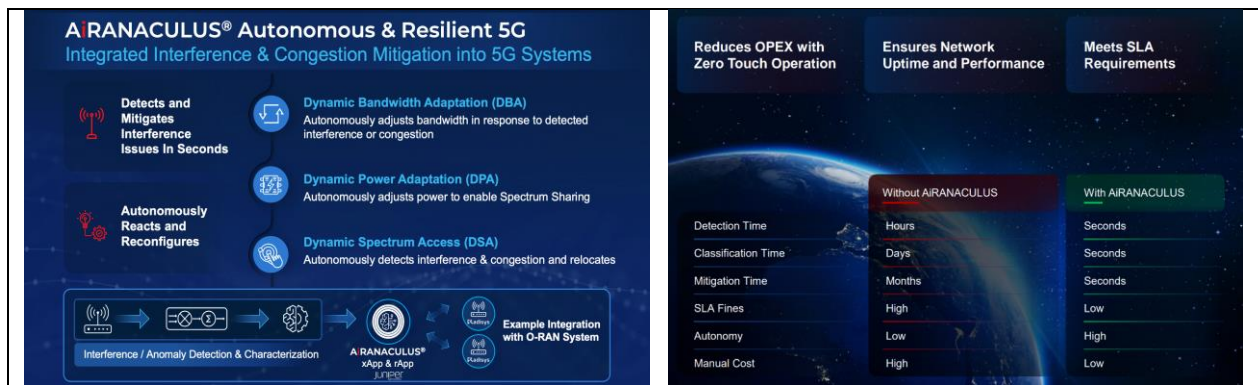 AiRANACULUS® Autonomous & Resilient 5G
Integrated Interference & Congestion Mitigation into 5G Systems
Detects and
Mitigates
Interference
Issues In Seconds
Dynamic Bandwidth Adaptation (DBA)
Autonomously adjusts bandwidth in response to detected
interference or congestion
Dynamic Power Adaptation (DPA)
Autonomously adjusts power to enable Spectrum Sharing
Autonomously
Reacts and
Reconfigures
Dynamic Spectrum Access (DSA)
Autonomously detects interference & congestion and relocates
Interference / Anomaly Detection & Characterization
AiRANACULUS®
xApp & rApp
juniper
Radisys
Radisys
Example Integration
with O-RAN System
Reduces OPEX with
Zero Touch Operation
Ensures Network
Uptime and Performance
Meets SLA
Requirements
Without AiRANACULUS
With AiRANACULUS
Detection Time Hours Seconds
Classification Time Days Seconds
Mitigation Time Months Seconds
SLA Fines High Low
Autonomy Low High
Manual Cost High Low